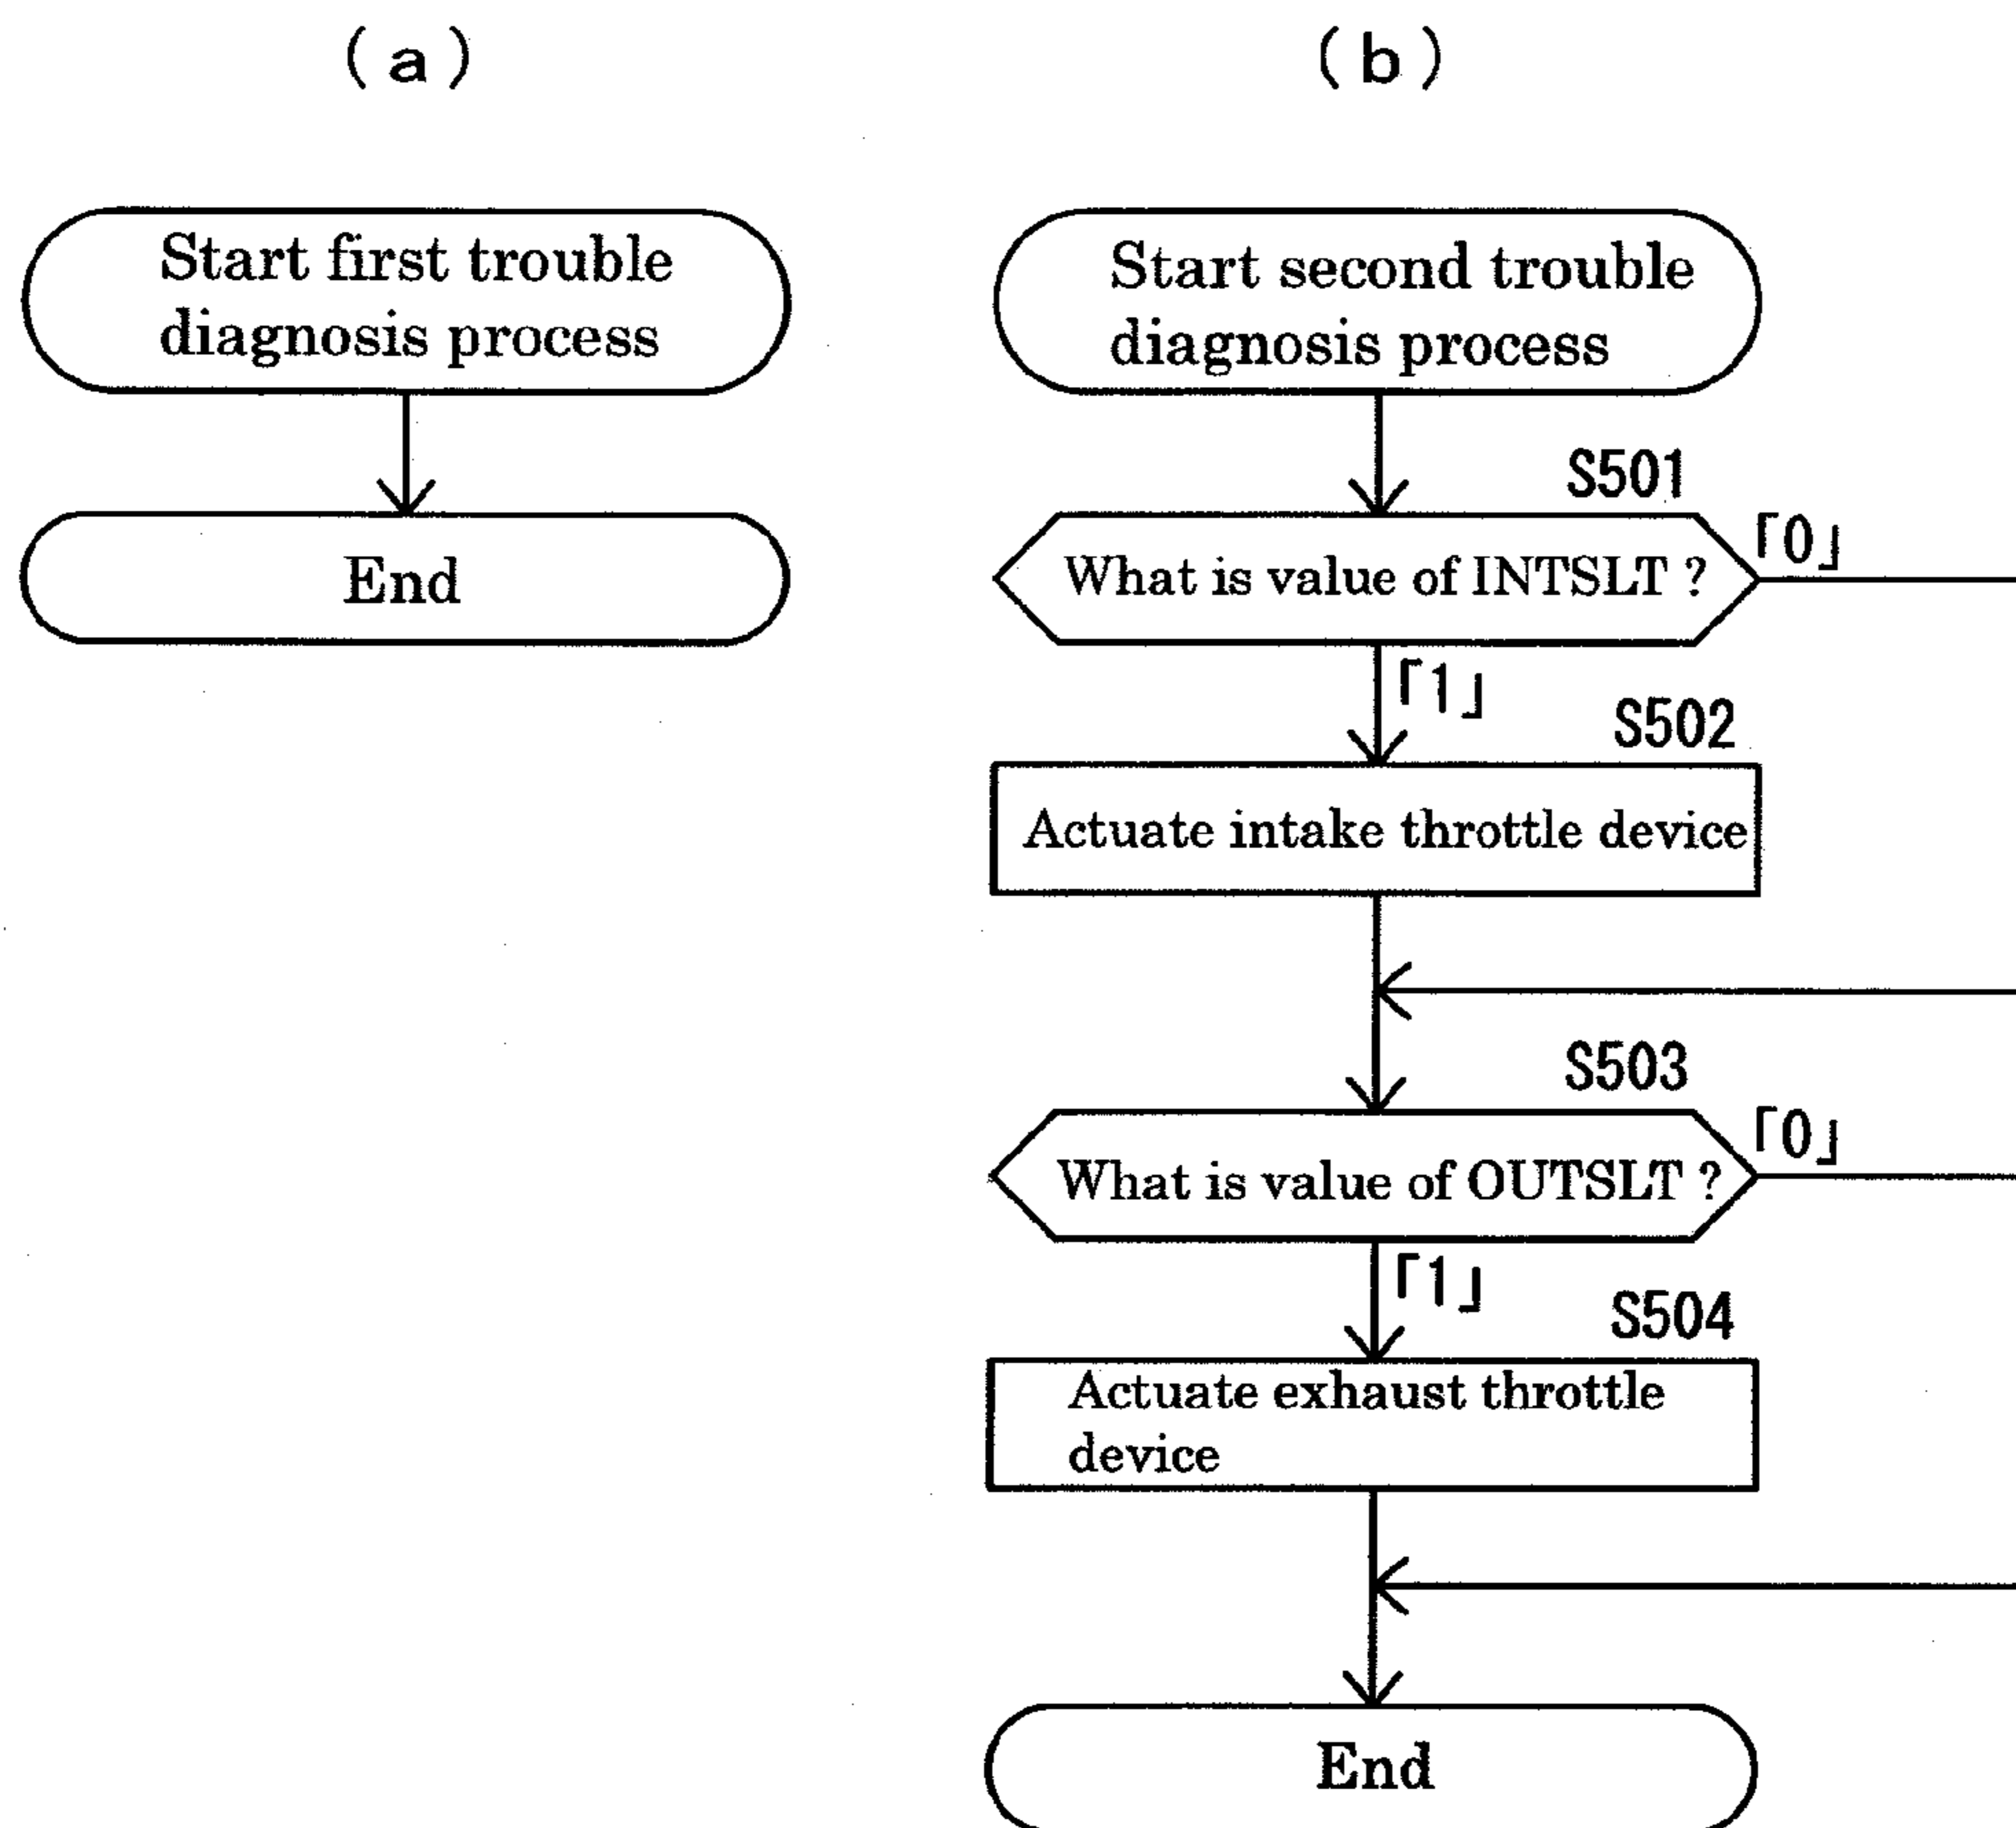 (a)
Start first trouble
diagnosis process
End
(b)
Start second trouble
diagnosis process
S501
What is value of INTSLT ?
「0」
「1」
S502
Actuate intake throttle device
S503
What is value of OUTSLT ?
「0」
「1」
S504
Actuate exhaust throttle
device
End